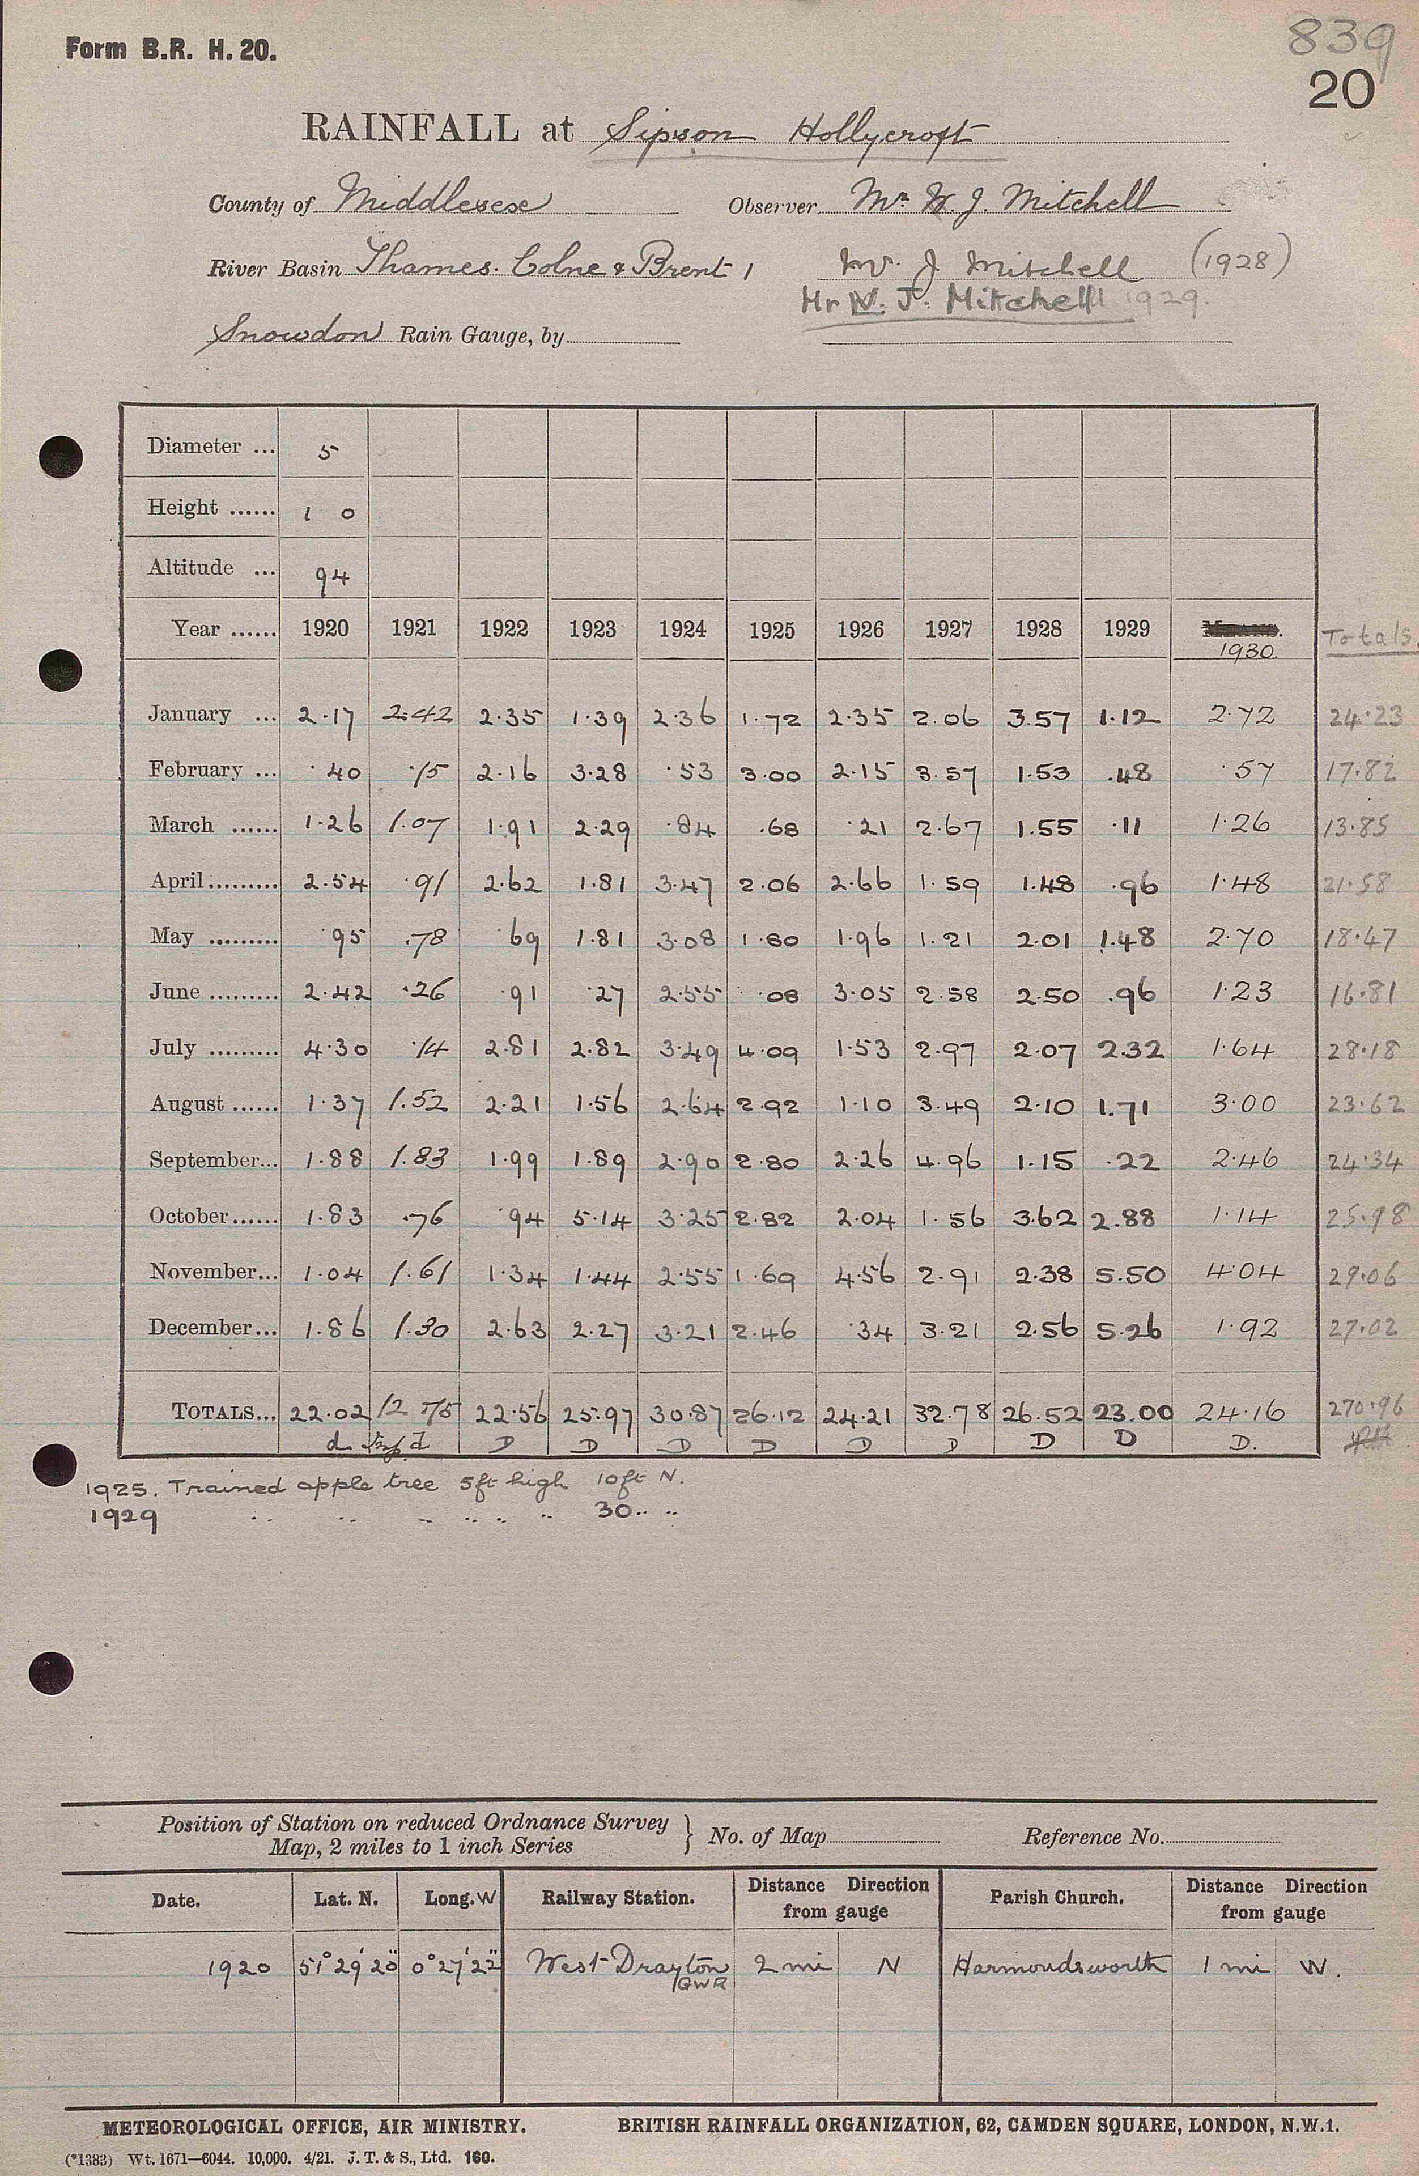 Form B.R. H. 20.
839
20
RAINFALL at Sipson Hollycroft
County of Middlesex Observer Mr W. J. Mitchell
River Basin Thames. Colne & Brent 1 W. J. Mitchell (1928)
Mr W. J. Mitchell 1929.
Snowdon Rain Gauge, by
Diameter ... 5
Height ...... 1 0
Altitude ... 94
Year ...... 1920 1921 1922 1923 1924 1925 1926 1927 1928 1929 1930 Totals
January ... 2.17 2.42 2.35 1.39 2.36 1.72 2.35 2.06 3.57 1.12 2.72 24.23
February ... .40 .15 2.16 3.28 .53 3.00 2.15 3.57 1.53 .48 .57 17.82
March ...... 1.26 1.07 1.91 2.29 .84 .68 .21 2.67 1.55 .11 1.26 13.85
April ......... 2.54 .91 2.62 1.81 3.47 2.06 2.66 1.59 1.48 .96 1.48 21.58
May ......... .95 .78 .69 1.81 3.08 1.80 1.96 1.21 2.01 1.48 2.70 18.47
June ......... 2.42 .26 .91 .27 2.55 .08 3.05 2.58 2.50 .96 1.23 16.81
July ......... 4.30 .14 2.81 2.82 3.49 4.09 1.53 2.97 2.07 2.32 1.64 28.18
August ...... 1.37 1.52 2.21 1.56 2.64 2.92 1.10 3.49 2.10 1.71 3.00 23.62
September... 1.88 1.83 1.99 1.89 2.90 2.80 2.26 4.96 1.15 .22 2.46 24.34
October...... 1.83 .76 .94 5.14 3.25 2.82 2.04 1.56 3.62 2.88 1.14 25.98
November... 1.04 1.61 1.34 1.44 2.55 1.69 4.56 2.91 2.38 5.50 4.04 29.06
December... 1.86 1.30 2.63 2.27 3.21 2.46 .34 3.21 2.56 5.26 1.92 27.02
TOTALS... 22.02 12.75 22.56 25.97 30.87 26.12 24.21 32.78 26.52 23.00 24.16 270.96
d d D D D D D D D D D.
1925. Trained apple tree 5ft high 10ft N.
1929 .. .. .. .. .. .. 30.. ..
Position of Station on reduced Ordnance Survey
Map, 2 miles to 1 inch Series } No. of Map Reference No.
Date. Lat. N. Long. W Railway Station. Distance Direction from gauge Parish Church. Distance Direction from gauge
1920 51° 29' 20" 0° 27' 22" West Drayton GWR 2 mi N Harmondsworth 1 mi W.
METEOROLOGICAL OFFICE, AIR MINISTRY. BRITISH RAINFALL ORGANIZATION, 62, CAMDEN SQUARE, LONDON, N.W.1.
(*1383) Wt. 1671—6044. 10,000. 4/21. J. T. & S., Ltd. 160.